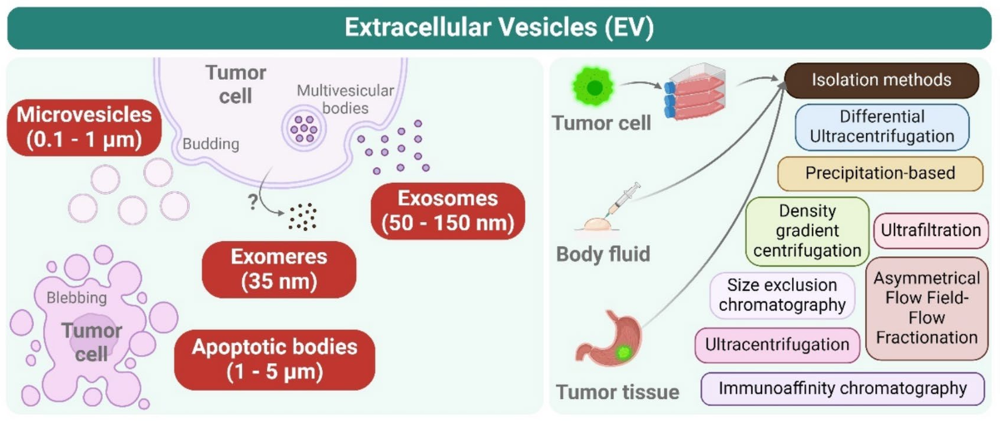 Extracellular Vesicles (EV)
Tumor
cell
Multivesicular
bodies
Microvesicles
(0.1 - 1 µm)
Budding
?
Exosomes
(50 - 150 nm)
Exomeres
(35 nm)
Blebbing
Tumor
cell
Apoptotic bodies
(1 - 5 µm)
Tumor cell
Body fluid
Tumor tissue
Isolation methods
Differential
Ultracentrifugation
Precipitation-based
Density
gradient
centrifugation
Ultrafiltration
Size exclusion
chromatography
Asymmetrical
Flow Field-
Flow
Fractionation
Ultracentrifugation
Immunoaffinity chromatography